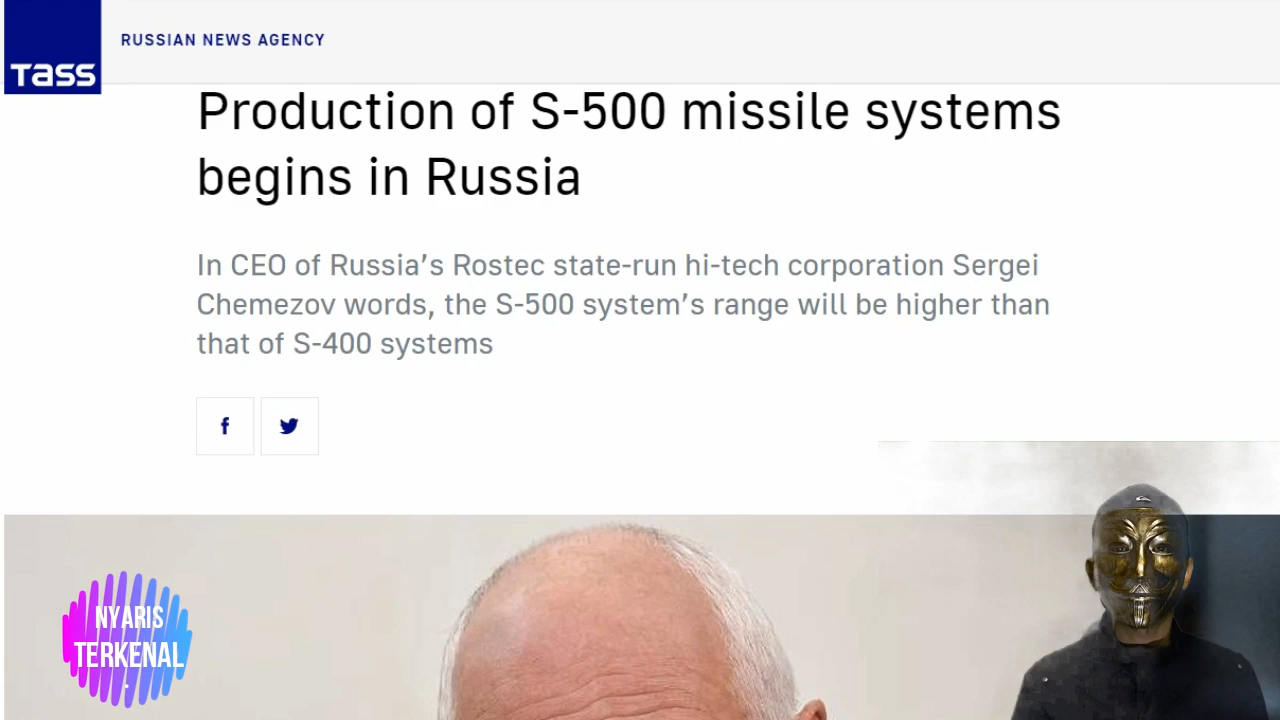 Tass
RUSSIAN NEWS AGENCY
Production of S-500 missile systems
begins in Russia
In CEO of Russia’s Rostec state-run hi-tech corporation Sergei
Chemezov words, the S-500 system’s range will be higher than
that of S-400 systems
NYARIS
TERKENAL